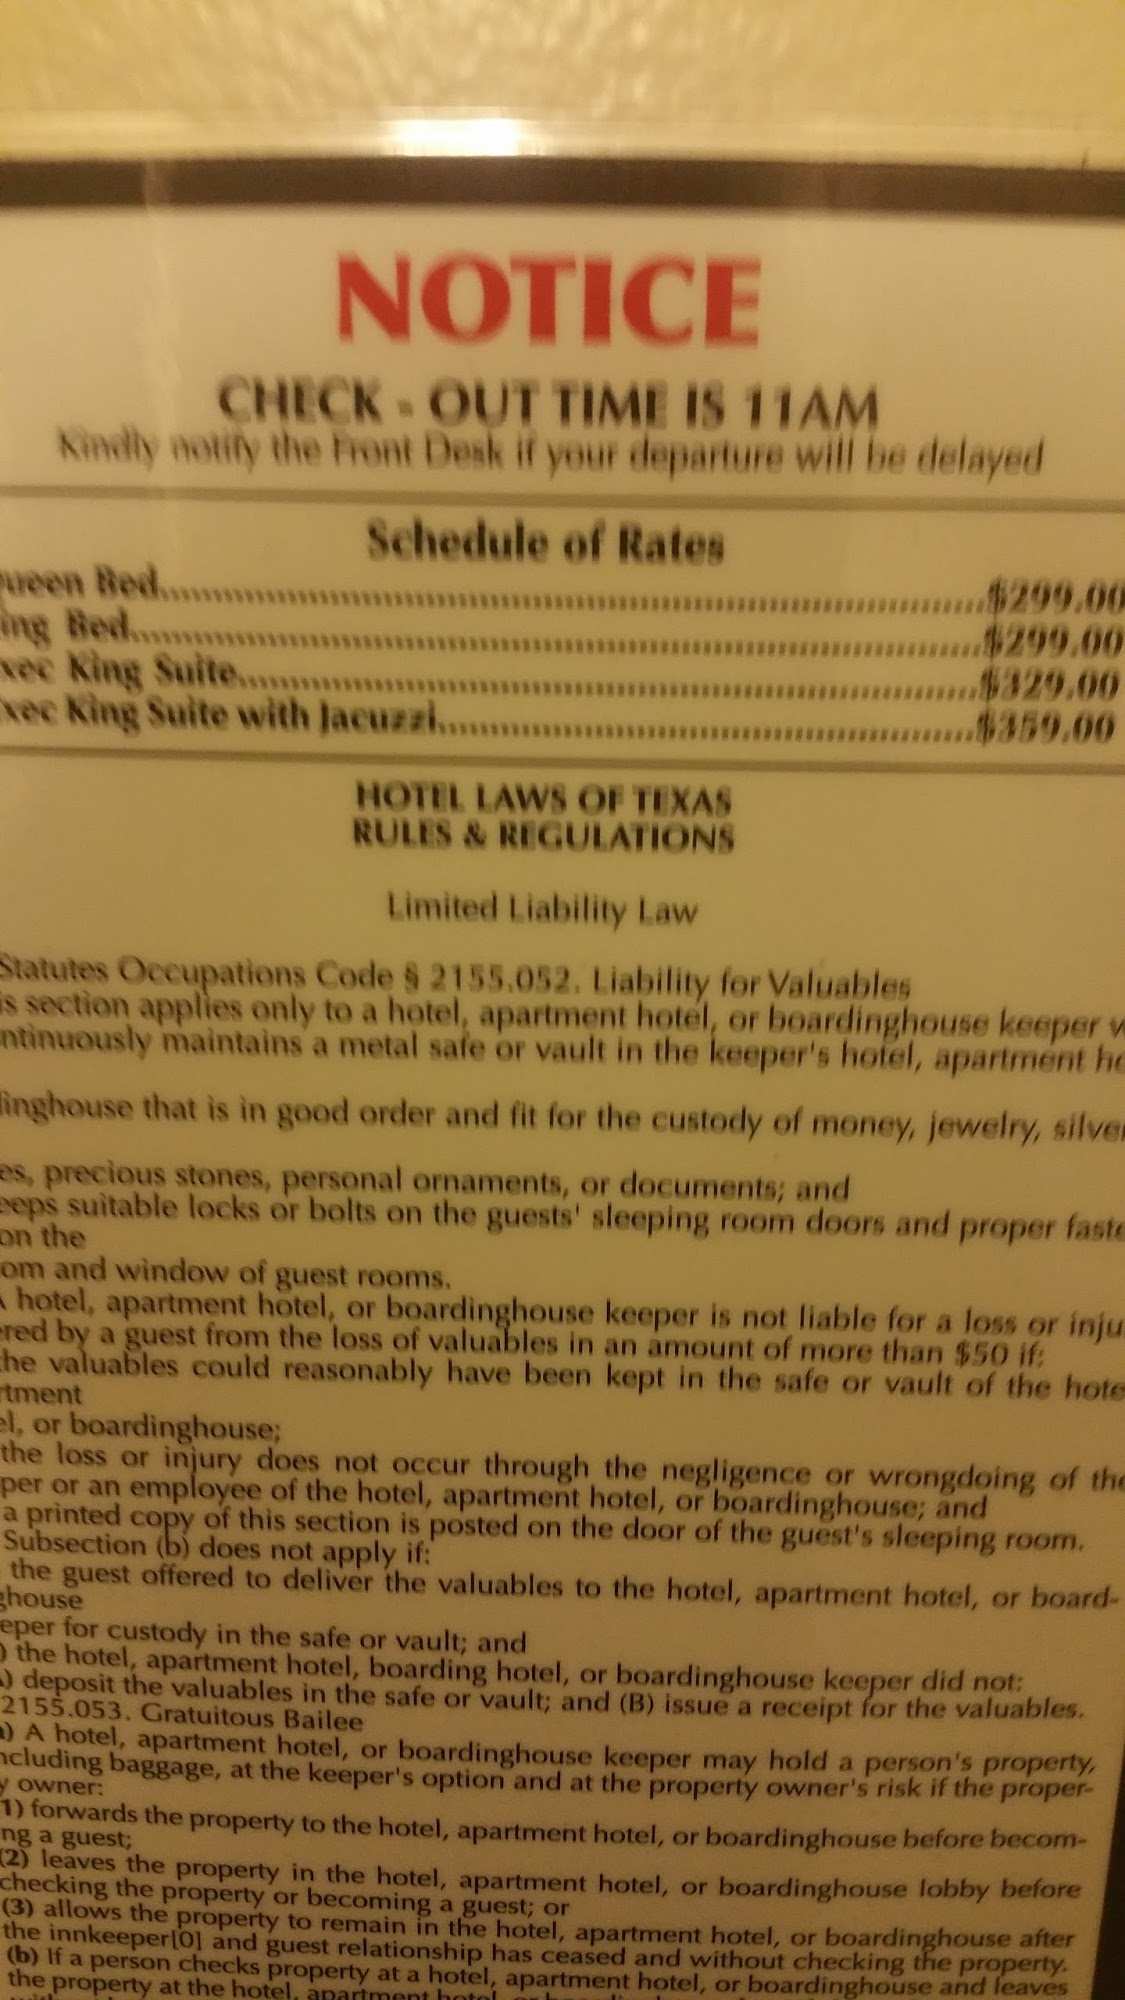 NOTICE
CHECK - OUT TIME IS 11AM
Kindly notify the Front Desk if your departure will be delayed
Schedule of Rates
ueen Bed........................$299.00
ing Bed........................$299.00
xec King Suite........................$329.00
xec King Suite with Jacuzzi........................$359.00
HOTEL LAWS OF TEXAS
RULES & REGULATIONS
Limited Liability Law
Statutes Occupations Code § 2155.052. Liability for Valuables
is section applies only to a hotel, apartment hotel, or boardinghouse keeper w
ntinuously maintains a metal safe or vault in the keeper's hotel, apartment ho
linghouse that is in good order and fit for the custody of money, jewelry, silver
es, precious stones, personal ornaments, or documents; and
eeps suitable locks or bolts on the guests' sleeping room doors and proper faste
on the
om and window of guest rooms.
A hotel, apartment hotel, or boardinghouse keeper is not liable for a loss or inju
ered by a guest from the loss of valuables in an amount of more than $50 if:
the valuables could reasonably have been kept in the safe or vault of the hote
rtment
el, or boardinghouse;
the loss or injury does not occur through the negligence or wrongdoing of the
per or an employee of the hotel, apartment hotel, or boardinghouse; and
a printed copy of this section is posted on the door of the guest's sleeping room.
Subsection (b) does not apply if:
the guest offered to deliver the valuables to the hotel, apartment hotel, or board-
ghouse
eper for custody in the safe or vault; and
) the hotel, apartment hotel, boarding hotel, or boardinghouse keeper did not:
A) deposit the valuables in the safe or vault; and (B) issue a receipt for the valuables.
2155.053. Gratuitous Bailee
a) A hotel, apartment hotel, or boardinghouse keeper may hold a person's property,
ncluding baggage, at the keeper's option and at the property owner's risk if the proper-
y owner:
1) forwards the property to the hotel, apartment hotel, or boardinghouse before becom-
ng a guest;
(2) leaves the property in the hotel, apartment hotel, or boardinghouse lobby before
checking the property or becoming a guest; or
(3) allows the property to remain in the hotel, apartment hotel, or boardinghouse after
the innkeeper[0] and guest relationship has ceased and without checking the property.
(b) If a person checks property at a hotel, apartment hotel, or boardinghouse and leaves
the property at the hotel, apartment hotel, or